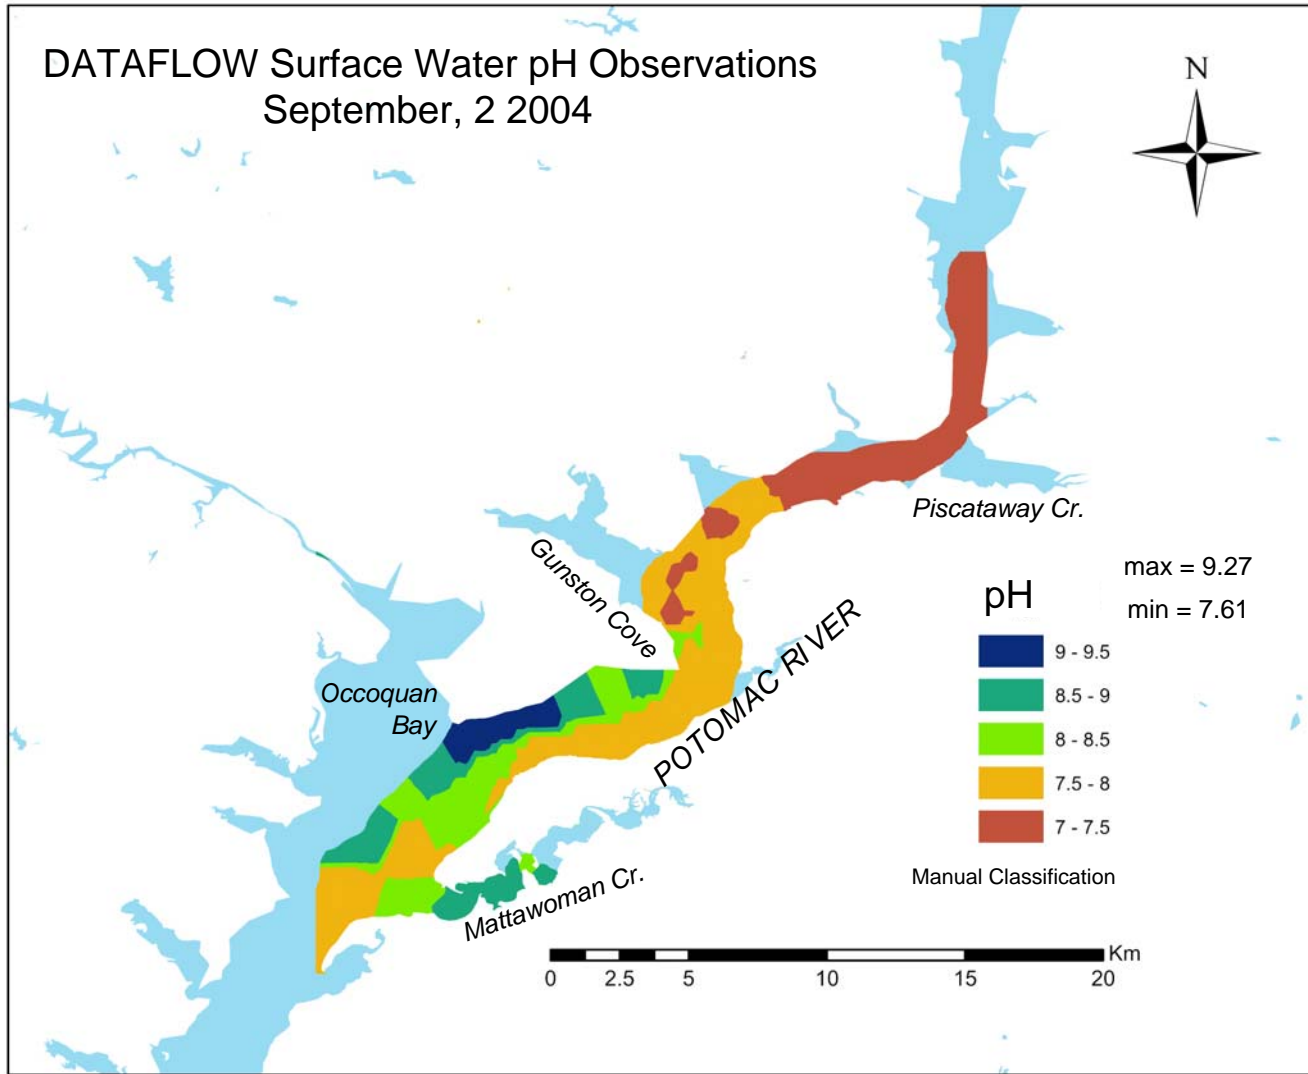 DATAFLOW Surface Water pH Observations
September, 2 2004
N
Piscataway Cr.
Gunston Cove
max = 9.27
min = 7.61
pH
POTOMAC RIVER
9 - 9.5
8.5 - 9
8 - 8.5
7.5 - 8
7 - 7.5
Occoquan
Bay
Manual Classification
Mattawoman Cr.
Km
0 2.5 5 10 15 20